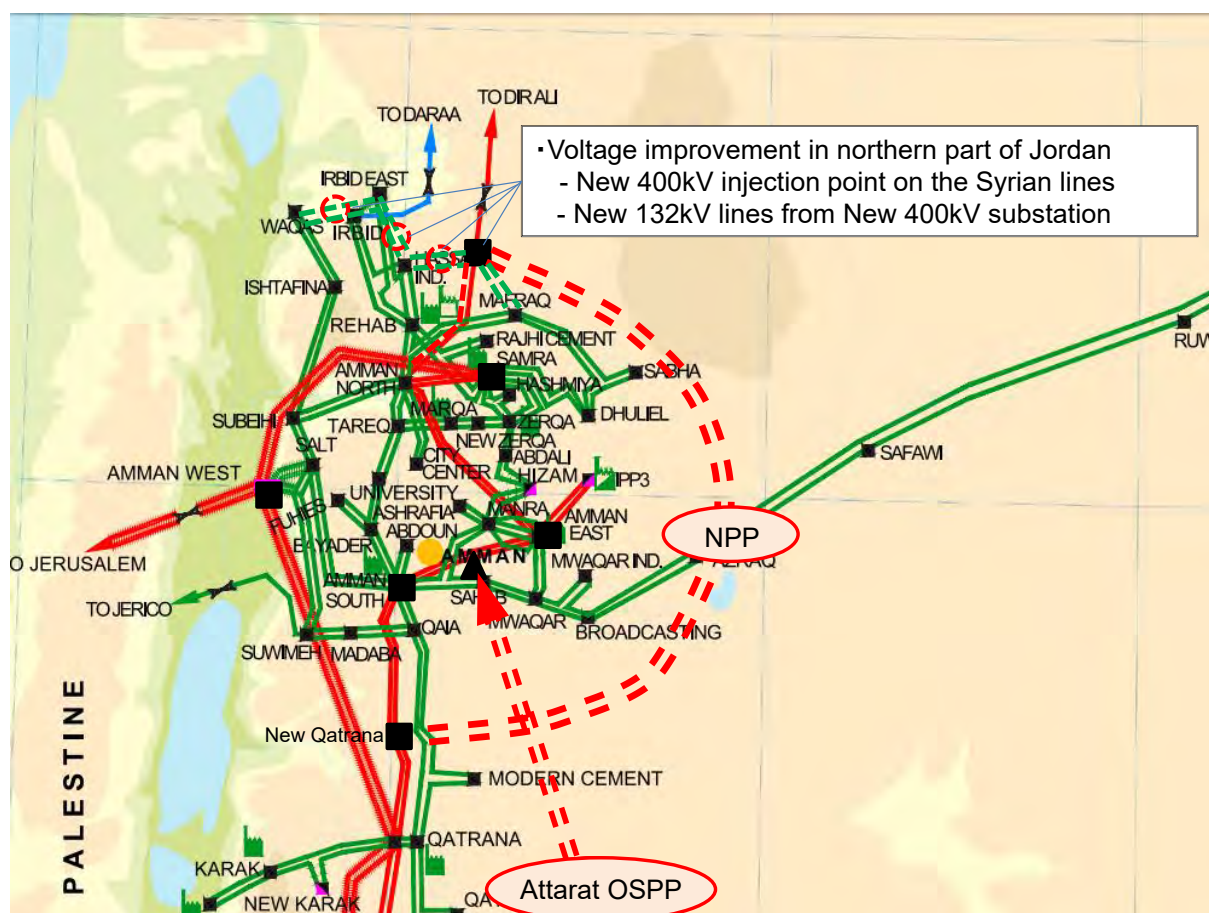 TO DIRALI
TO DARAA
・Voltage improvement in northern part of Jordan
- New 400kV injection point on the Syrian lines
- New 132kV lines from New 400kV substation
IRBID EAST
WAQAS
IRBID
IND.
ISHTAFINA
MAFRAQ
REHAB
RAJHI CEMENT
SAMRA
AMMAN
NORTH
HASHMIYA
SABHA
SUBEIHI
MARQA
DHULIEL
TAREQ
ZERQA
NEW ZERQA
SALT
CITY
CENTER
ABDALI
SAFAWI
AMMAN WEST
HIZAM
IPP3
UNIVERSITY
FUHIES
ASHRAFIA
MANRA
AMMAN
EAST
ABDOUN
NPP
BAYADER
AMMAN
MWAQAR IND.
O JERUSALEM
AMMAN
SOUTH
TO JERICO
MWAQAR
BROADCASTING
QAIA
SUWIMEH
MADABA
New Qatrana
PALESTINE
MODERN CEMENT
QATRANA
KARAK
Attarat OSPP
NEW KARAK